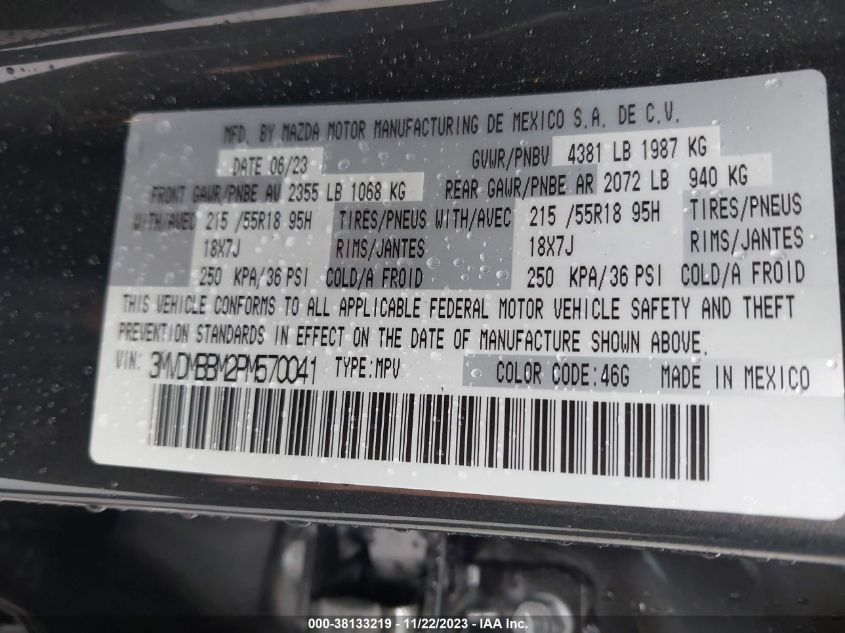 MFD. BY MAZDA MOTOR MANUFACTURING DE MEXICO S.A. DE C.V.
DATE 06/23 GVWR/PNBV 4381 LB 1987 KG
FRONT GAWR/PNBE AV 2355 LB 1068 KG REAR GAWR/PNBE AR 2072 LB 940 KG
WITH/AVEC 215 /55R18 95H TIRES/PNEUS WITH/AVEC 215 /55R18 95H TIRES/PNEUS
18X7J RIMS/JANTES 18X7J RIMS/JANTES
250 KPA/36 PSI COLD/A FROID 250 KPA/36 PSI COLD/A FROID
THIS VEHICLE CONFORMS TO ALL APPLICABLE FEDERAL MOTOR VEHICLE SAFETY AND THEFT
PREVENTION STANDARDS IN EFFECT ON THE DATE OF MANUFACTURE SHOWN ABOVE.
VIN: 3MVDMBBM2PM570041 TYPE:MPV COLOR CODE:46G MADE IN MEXICO
000-38133219 - 11/22/2023 - IAA Inc.